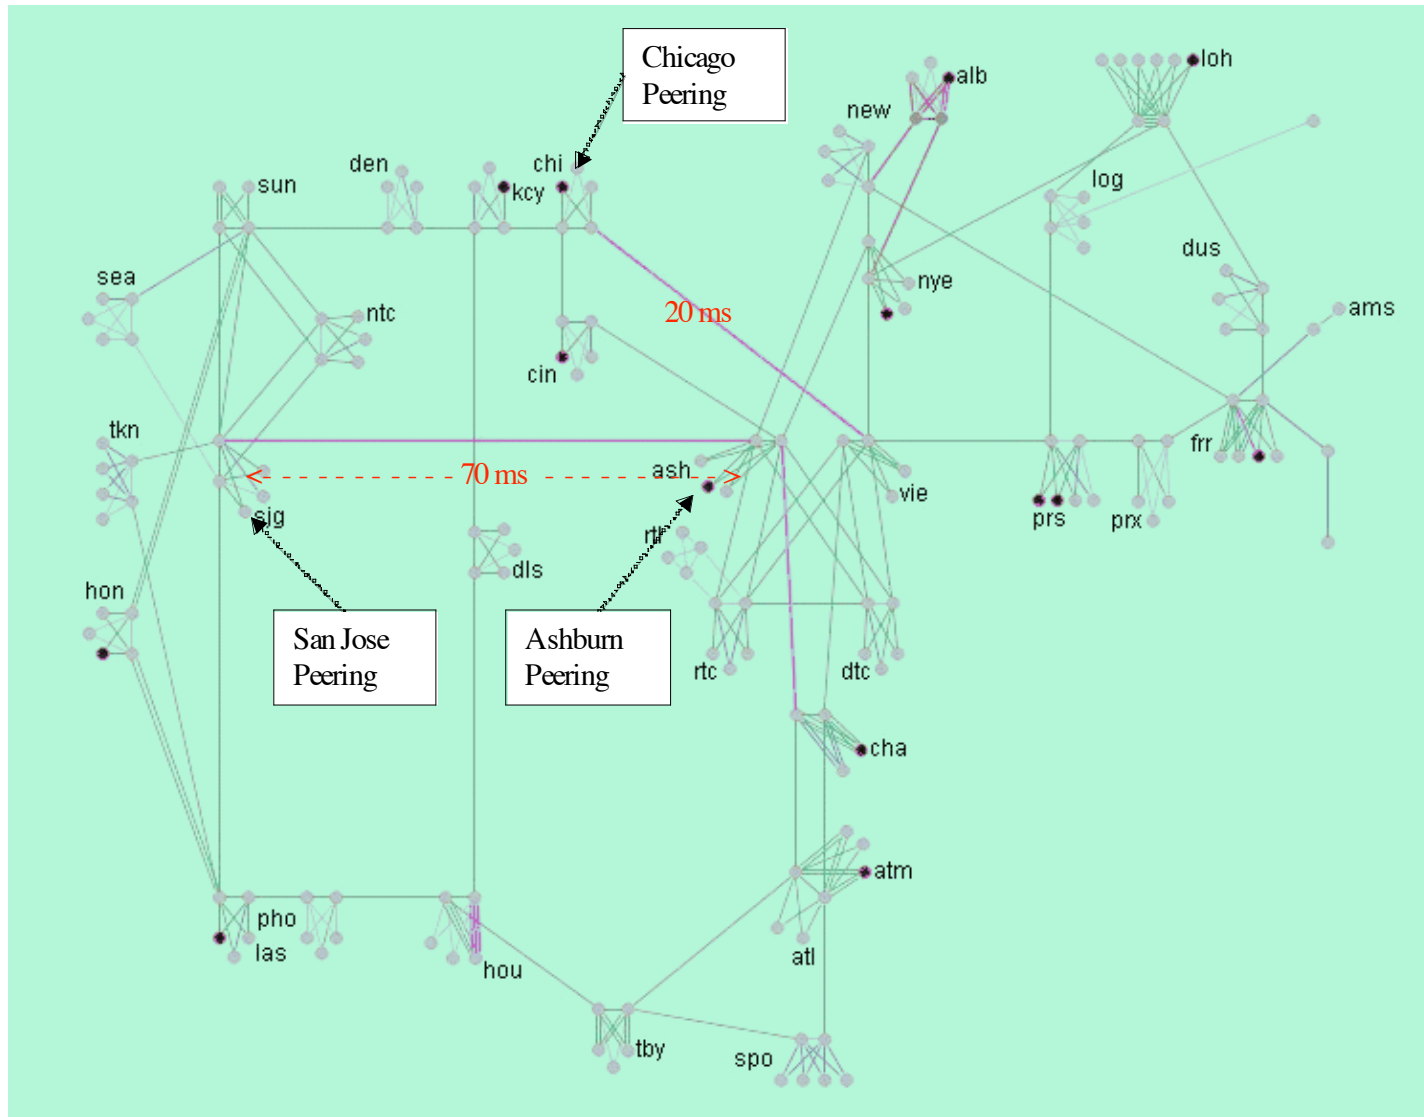 Chicago
Peering
alb
loh
new
den
chi
sun
kcy
log
dus
sea
nye
ams
ntc
20 ms
cin
tkn
frr
ash
70 ms
vie
sjg
prs
prx
dls
hon
San Jose
Peering
Ashburn
Peering
rtc
dtc
cha
atm
pho
las
atl
hou
tby
spo